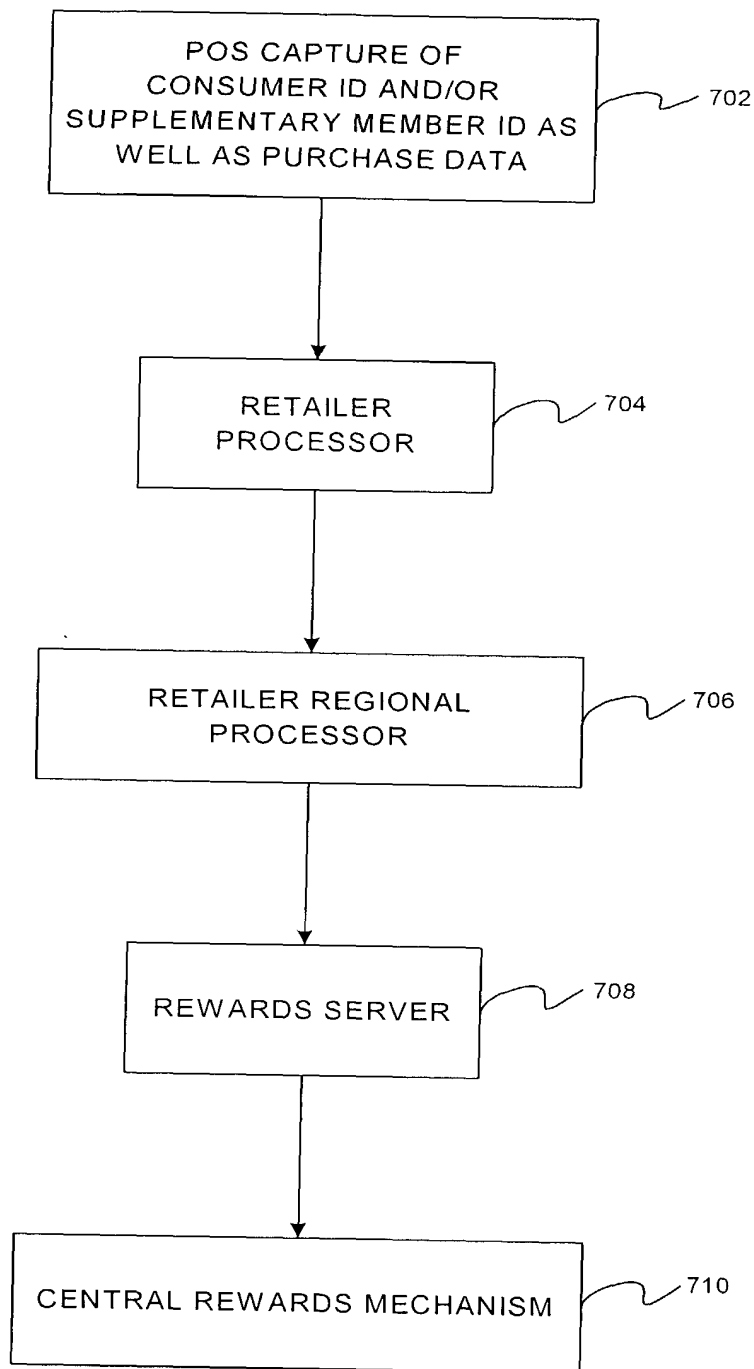 POS CAPTURE OF
CONSUMER ID AND/OR
SUPPLEMENTARY MEMBER ID AS
WELL AS PURCHASE DATA
702
RETAILER
PROCESSOR
704
RETAILER REGIONAL
PROCESSOR
706
REWARDS SERVER
708
CENTRAL REWARDS MECHANISM
710